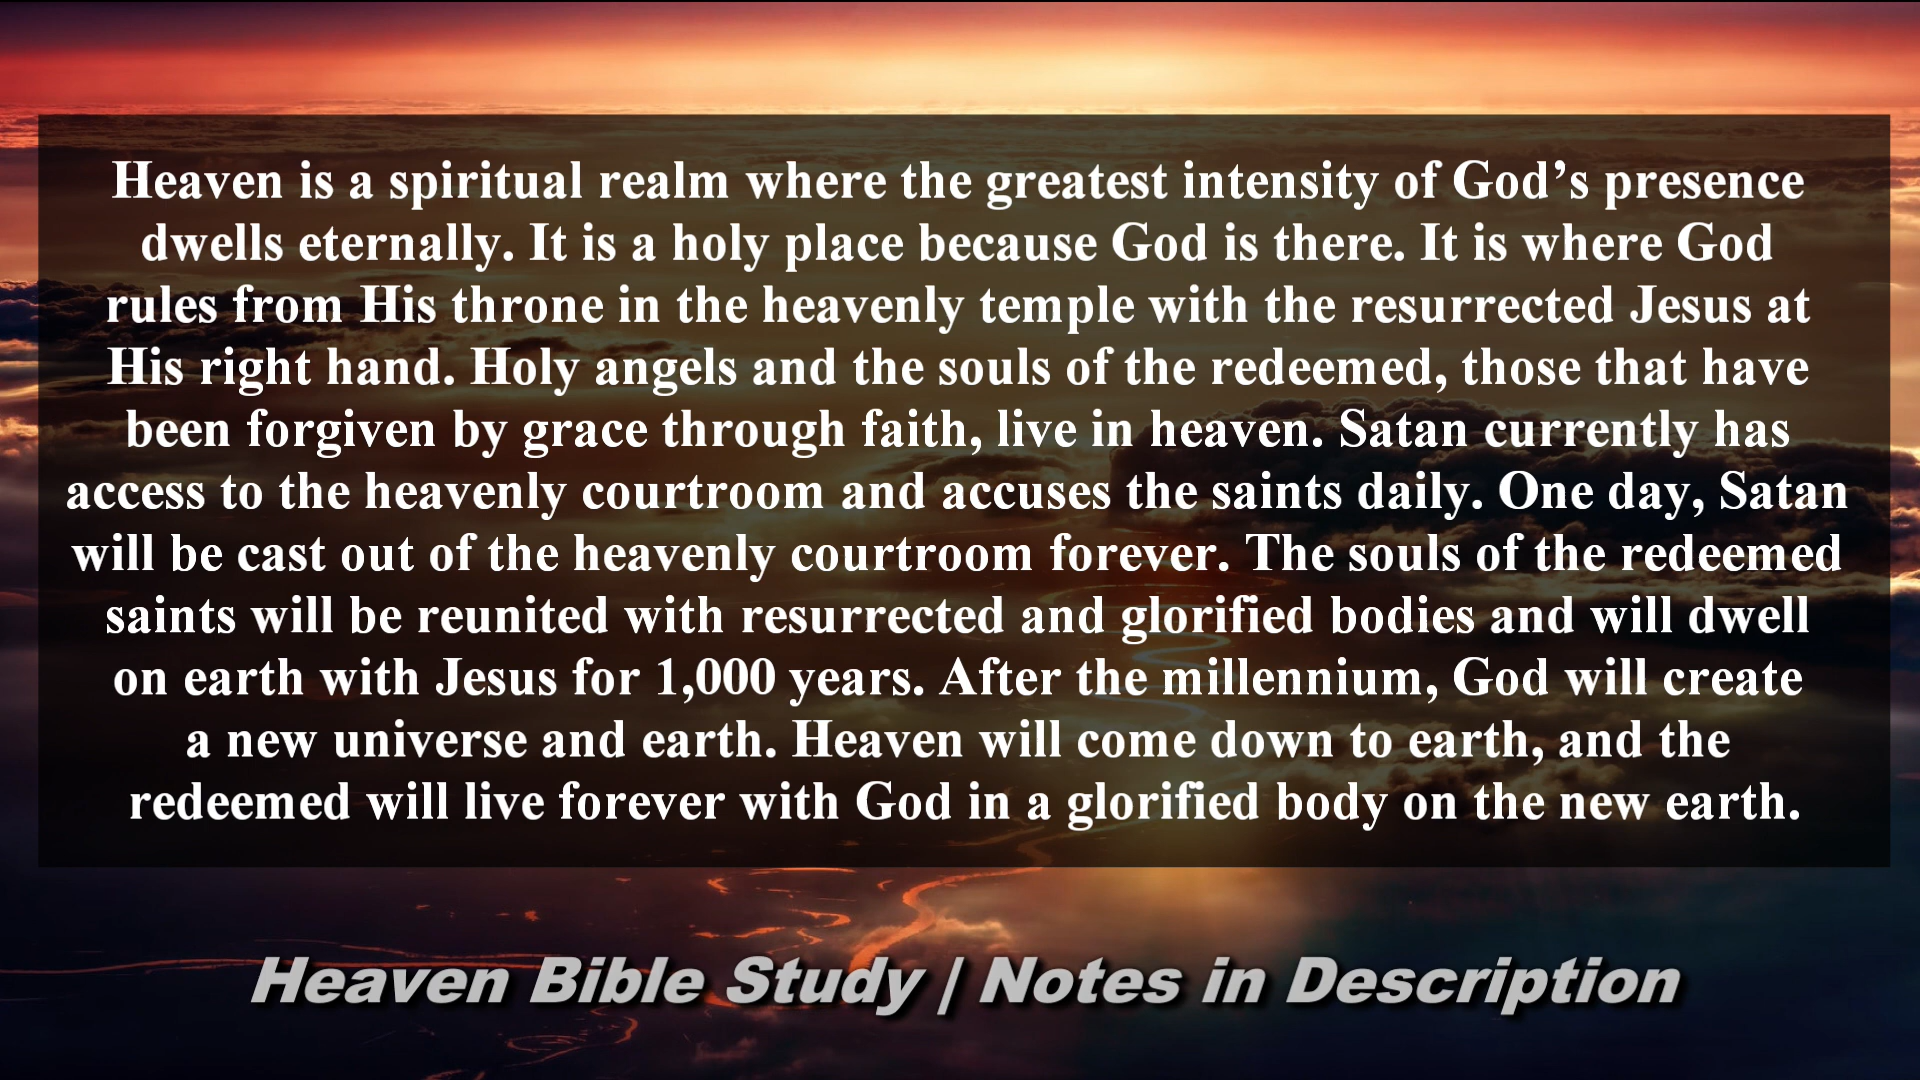 Heaven is a spiritual realm where the greatest intensity of God’s presence
dwells eternally. It is a holy place because God is there. It is where God
rules from His throne in the heavenly temple with the resurrected Jesus at
His right hand. Holy angels and the souls of the redeemed, those that have
been forgiven by grace through faith, live in heaven. Satan currently has
access to the heavenly courtroom and accuses the saints daily. One day, Satan
will be cast out of the heavenly courtroom forever. The souls of the redeemed
saints will be reunited with resurrected and glorified bodies and will dwell
on earth with Jesus for 1,000 years. After the millennium, God will create
a new universe and earth. Heaven will come down to earth, and the
redeemed will live forever with God in a glorified body on the new earth.
Heaven Bible Study | Notes in Description